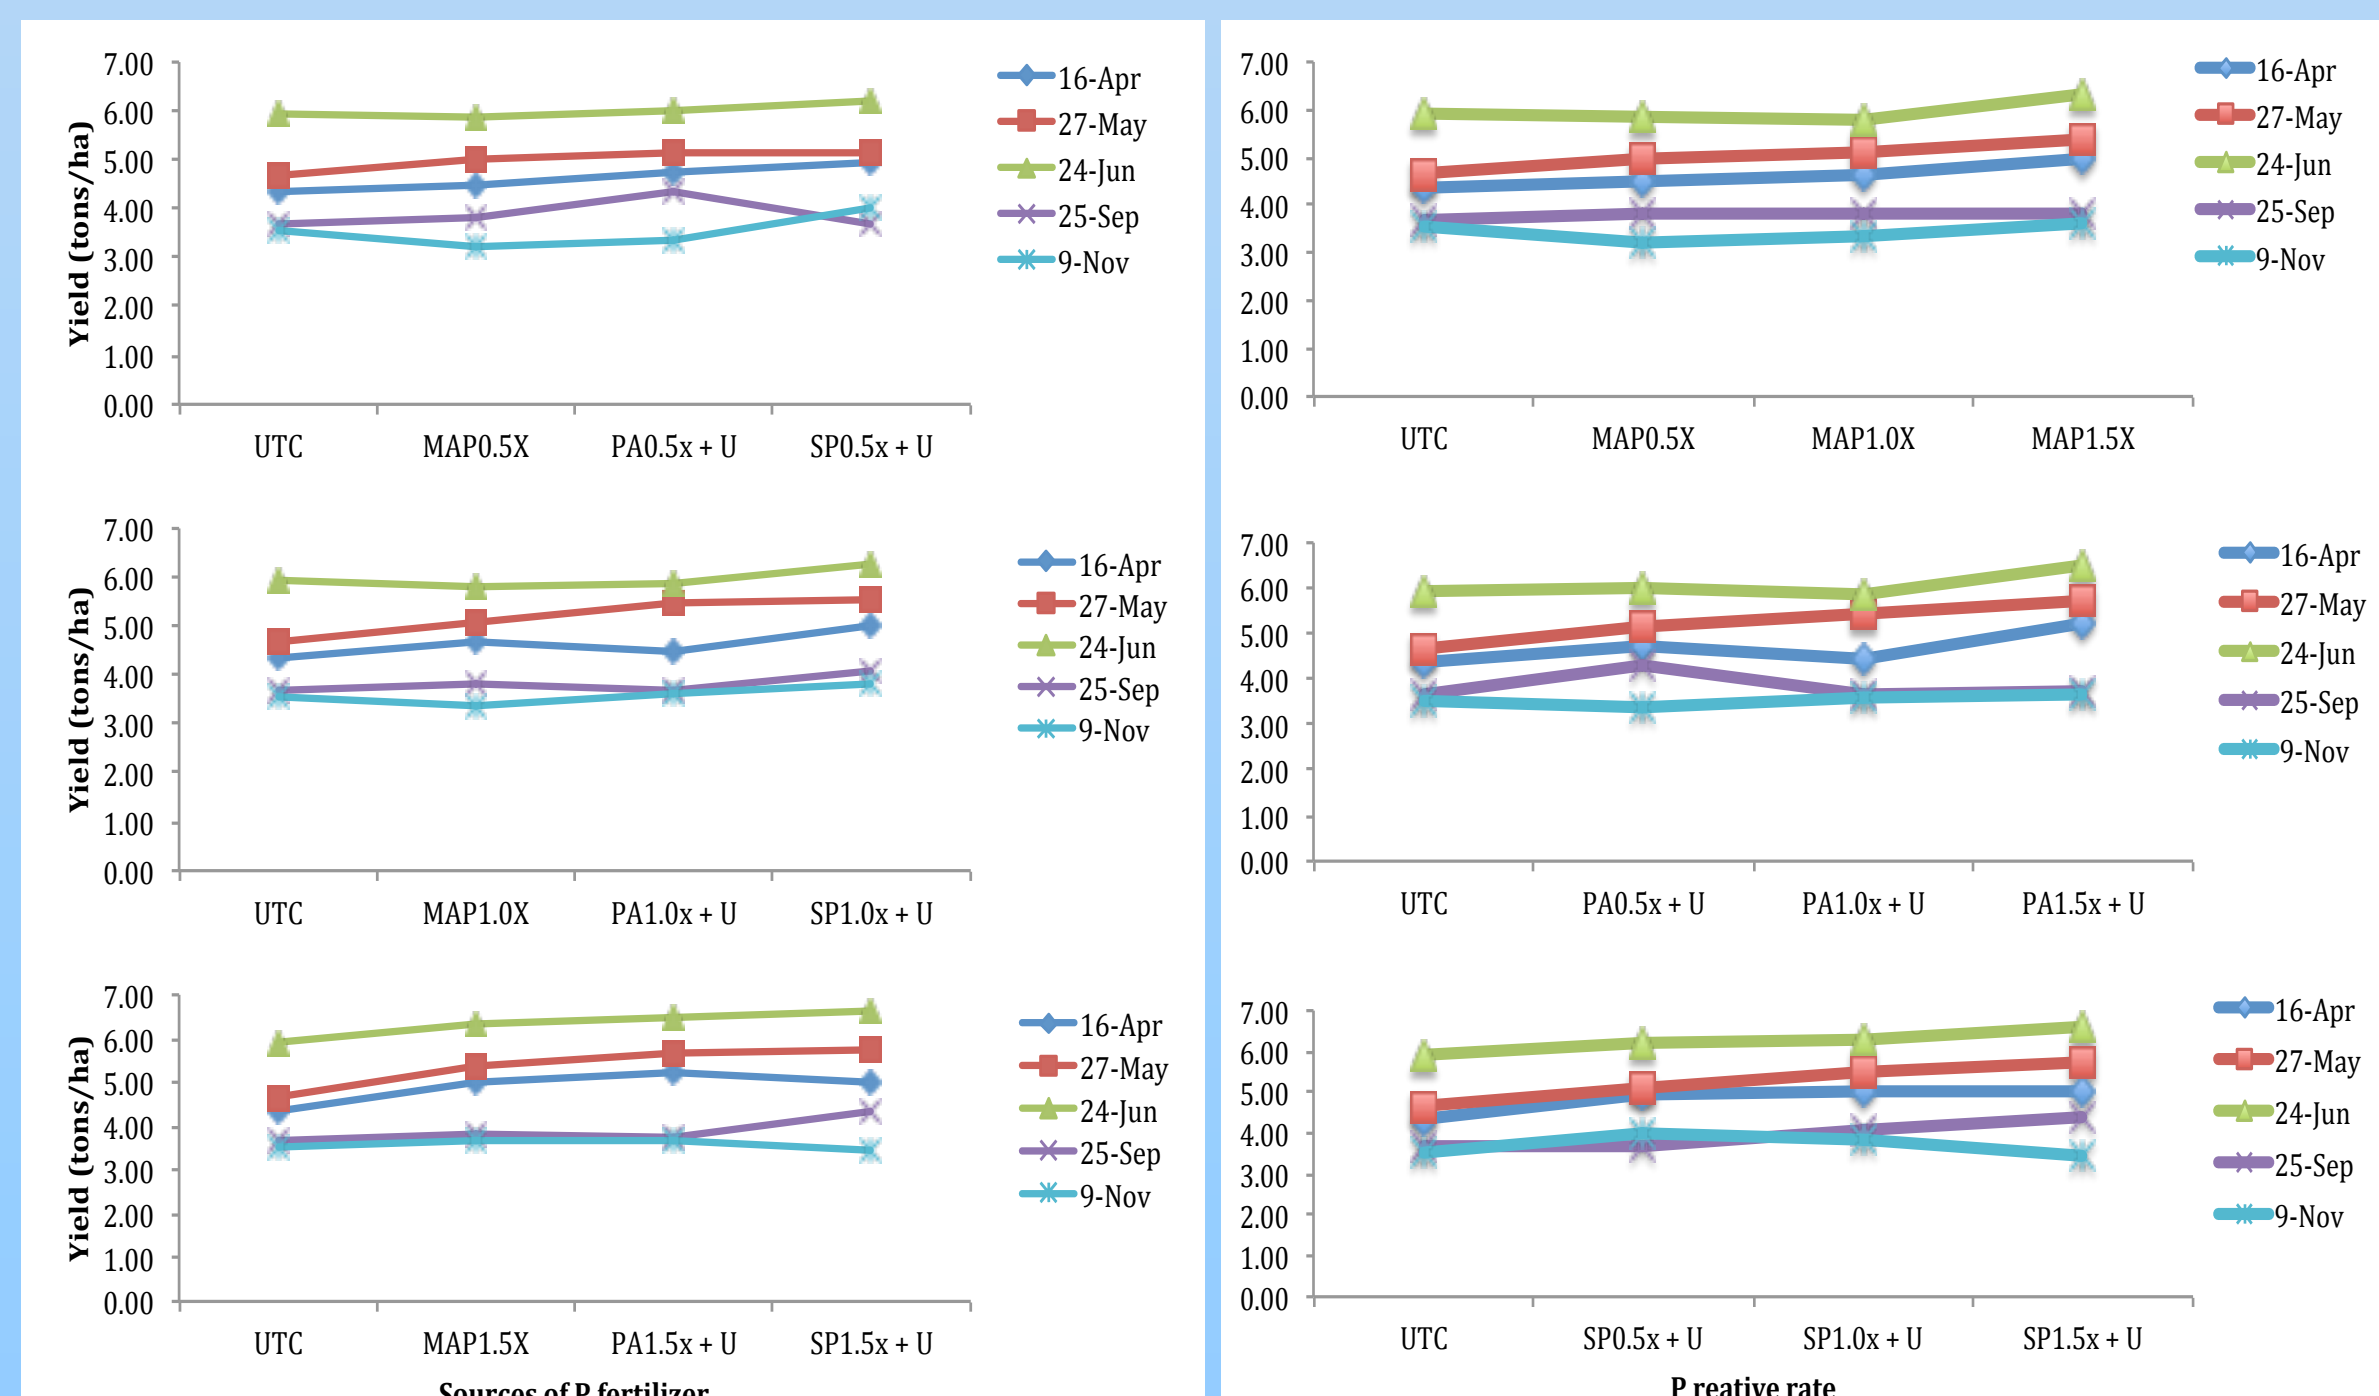 7.00
6.00
5.00
4.00
3.00
2.00
1.00
0.00
Yield (tons/ha)
UTC MAP0.5X PA0.5x + U SP0.5x + U
16-Apr
27-May
24-Jun
25-Sep
9-Nov
7.00
6.00
5.00
4.00
3.00
2.00
1.00
0.00
Yield (tons/ha)
UTC MAP1.0X PA1.0x + U SP1.0x + U
16-Apr
27-May
24-Jun
25-Sep
9-Nov
7.00
6.00
5.00
4.00
3.00
2.00
1.00
0.00
Yield (tons/ha)
UTC MAP1.5X PA1.5x + U SP1.5x + U
16-Apr
27-May
24-Jun
25-Sep
9-Nov
Sources of P fortilizor
7.00
6.00
5.00
4.00
3.00
2.00
1.00
0.00
UTC MAP0.5X MAP1.0X MAP1.5X
16-Apr
27-May
24-Jun
25-Sep
9-Nov
7.00
6.00
5.00
4.00
3.00
2.00
1.00
0.00
UTC PA0.5x + U PA1.0x + U PA1.5x + U
16-Apr
27-May
24-Jun
25-Sep
9-Nov
7.00
6.00
5.00
4.00
3.00
2.00
1.00
0.00
UTC SP0.5x + U SP1.0x + U SP1.5x + U
16-Apr
27-May
24-Jun
25-Sep
9-Nov
P reative rate